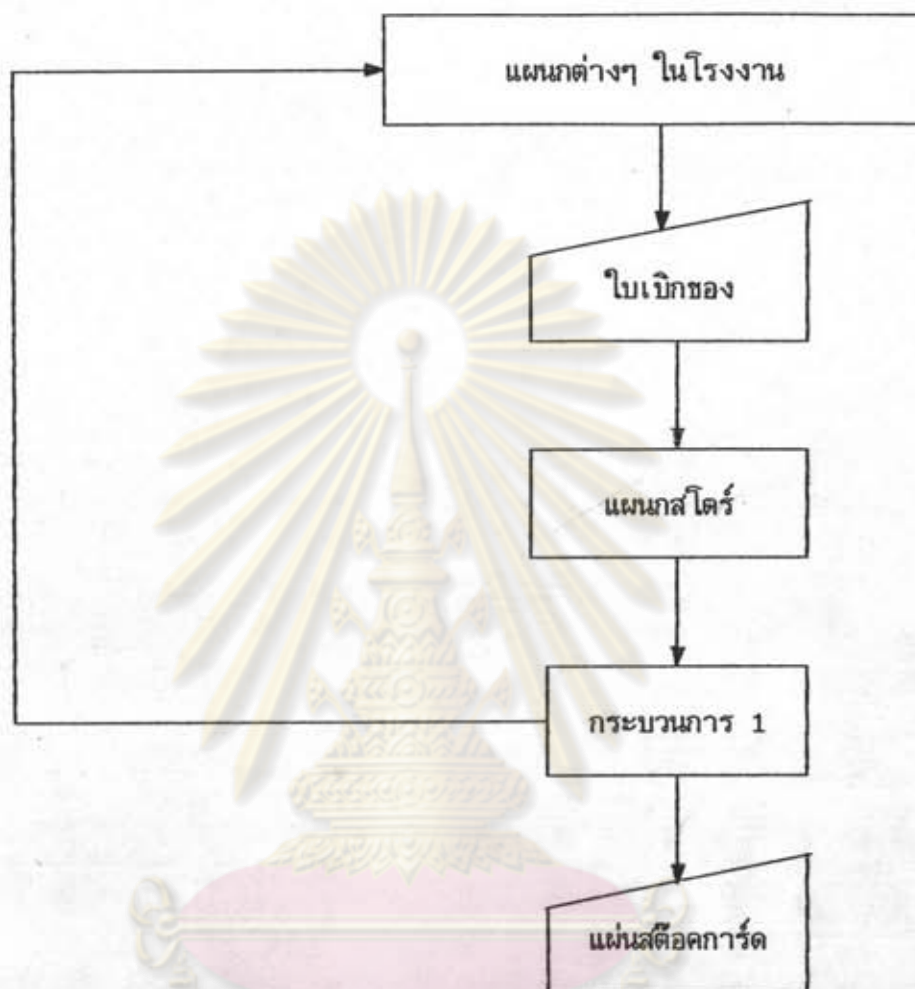 แผนกต่างๆ ในโรงงาน
ใบเบิกของ
แผนกสโตร์
กระบวนการ 1
แผ่นสต๊อคการ์ด